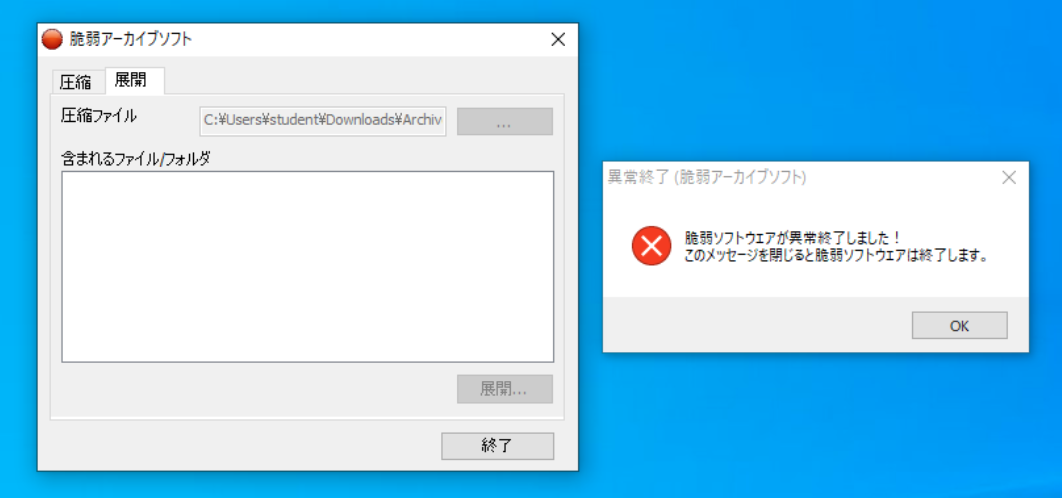 脆弱アーカイブソフト
圧縮 展開
圧縮ファイル C:¥Users¥student¥Downloads¥Archiv ...
含まれるファイル/フォルダ
展開...
終了
異常終了 (脆弱アーカイブソフト)
脆弱ソフトウエアが異常終了しました！
このメッセージを閉じると脆弱ソフトウエアは終了します。
OK